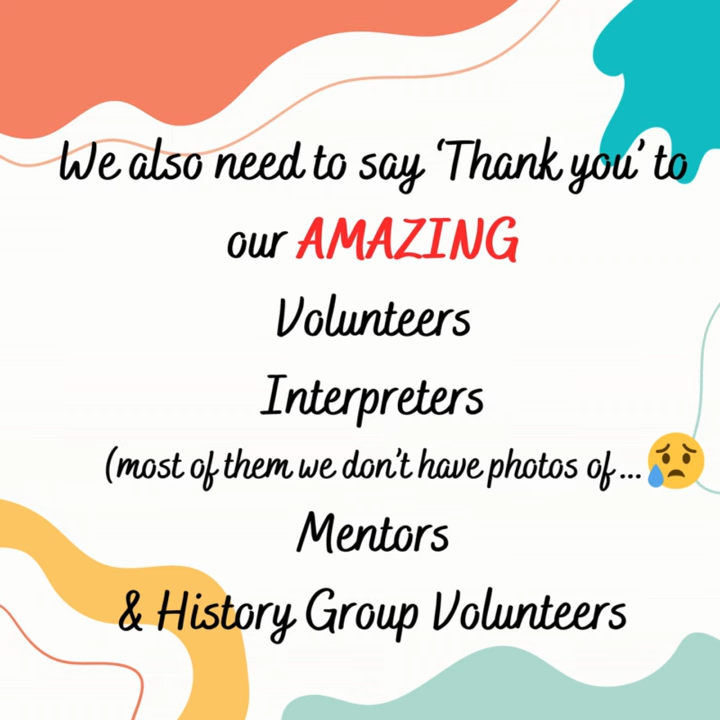 We also need to say ‘Thank you’ to
our AMAZING
Volunteers
Interpreters
(most of them we don’t have photos of... 😥
Mentors
& History Group Volunteers